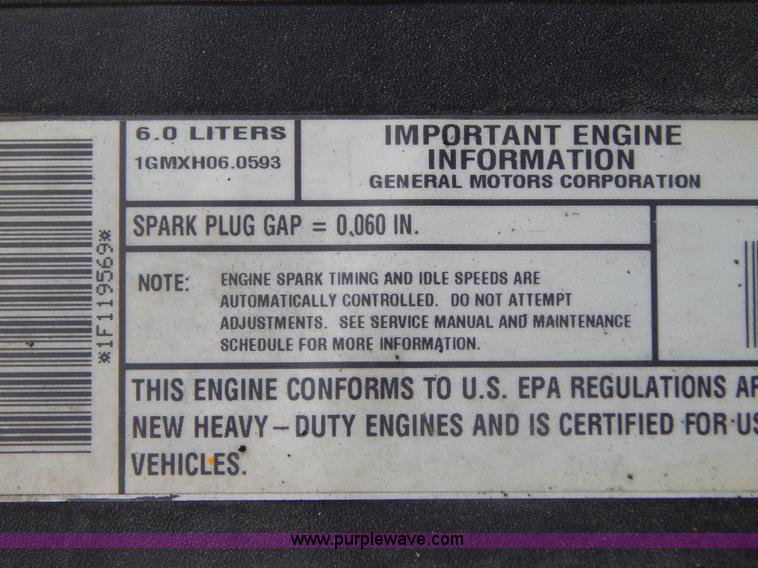 *1F119569*
6.0 LITERS
1GMXH06.0593
IMPORTANT ENGINE
INFORMATION
GENERAL MOTORS CORPORATION
SPARK PLUG GAP = 0.060 IN.
NOTE: ENGINE SPARK TIMING AND IDLE SPEEDS ARE
AUTOMATICALLY CONTROLLED. DO NOT ATTEMPT
ADJUSTMENTS. SEE SERVICE MANUAL AND MAINTENANCE
SCHEDULE FOR MORE INFORMATION.
THIS ENGINE CONFORMS TO U.S. EPA REGULATIONS
NEW HEAVY-DUTY ENGINES AND IS CERTIFIED FOR
VEHICLES.
www.purplewave.com